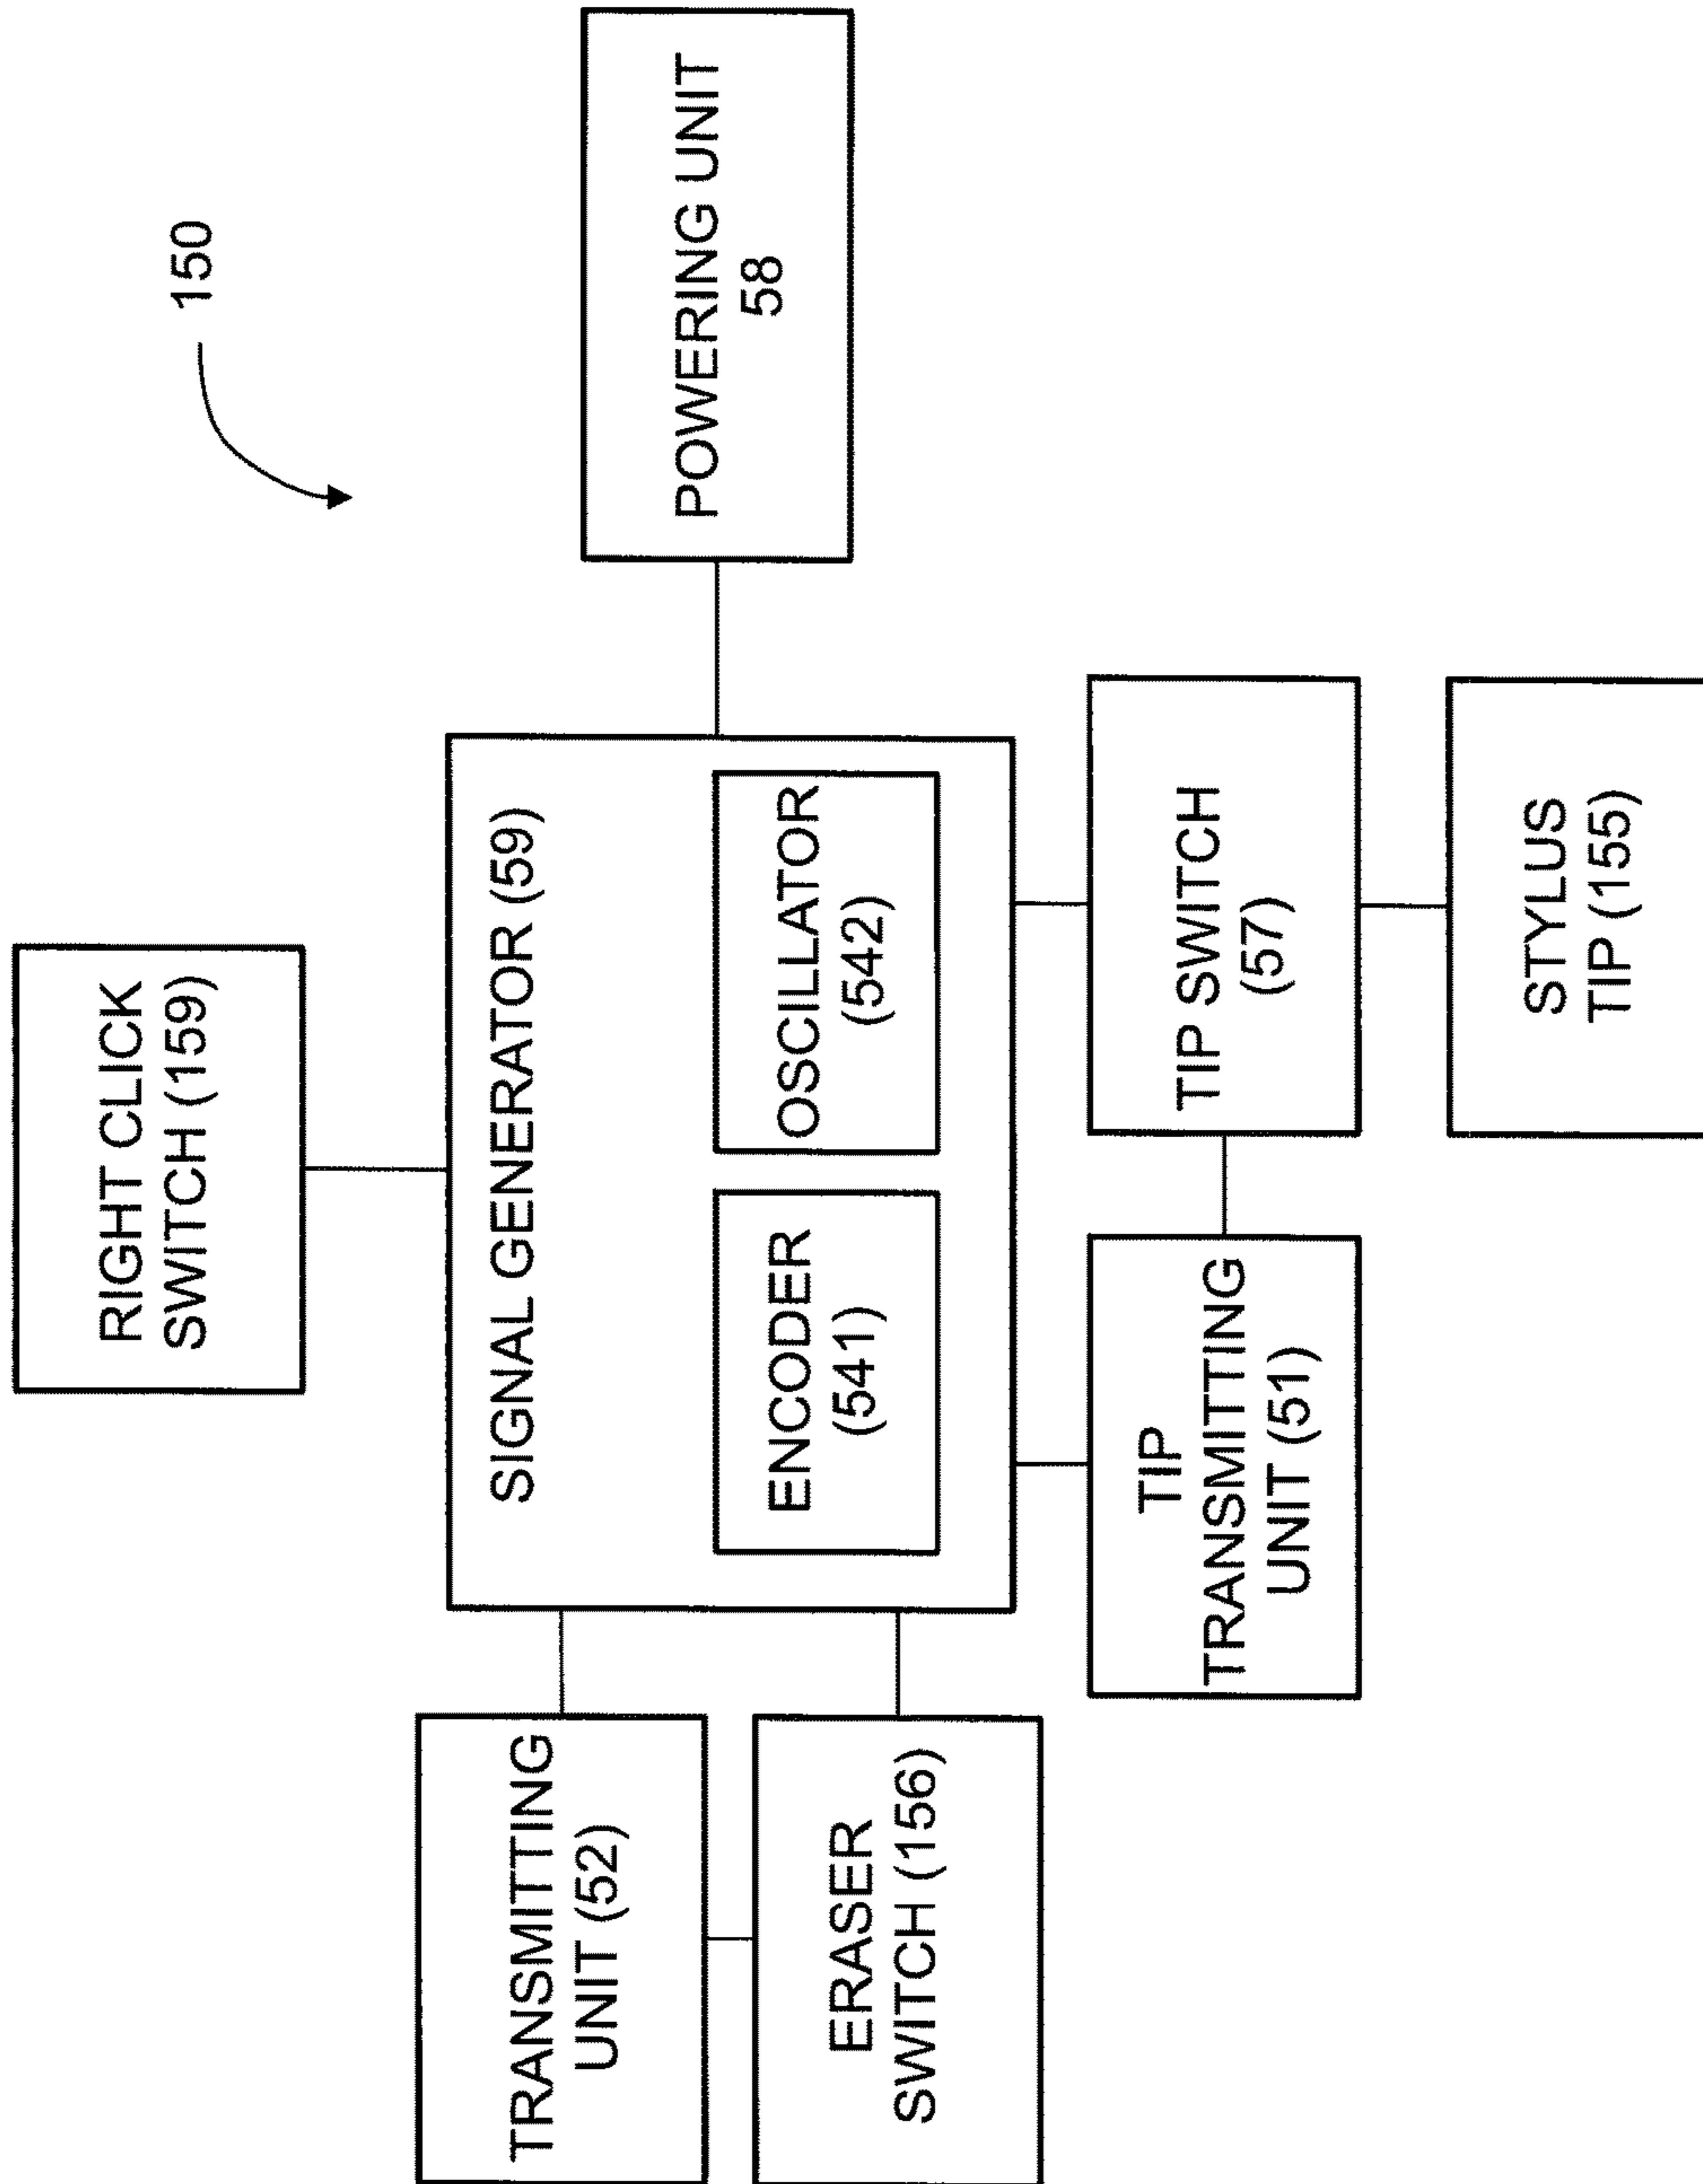 150
RIGHT CLICK
SWITCH (159)
TRANSMITTING
UNIT (52)
SIGNAL GENERATOR (59)
POWERING UNIT
58
ENCODER
(541)
OSCILLATOR
(542)
ERASER
SWITCH (156)
TIP
TRANSMITTING
UNIT (51)
TIP SWITCH
(57)
STYLUS
TIP (155)